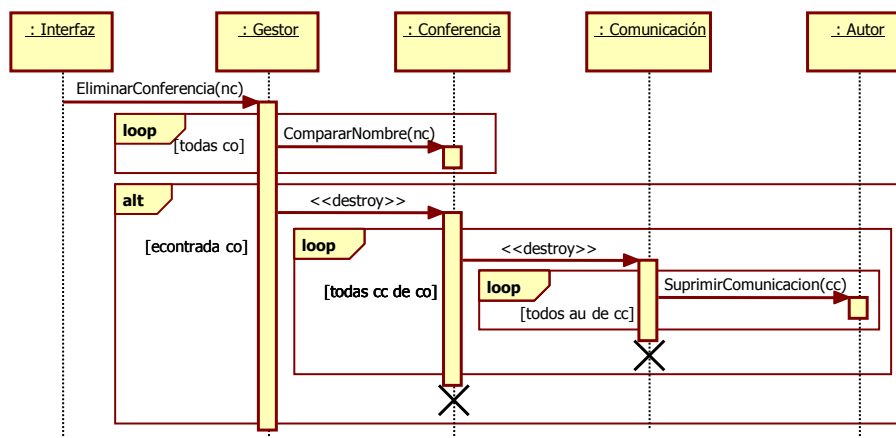 : Interfaz
: Gestor
: Conferencia
: Comunicación
: Autor
EliminarConferencia(nc)
loop
[todas co]
CompararNombre(nc)
alt
[econtrada co]
<<destroy>>
loop
[todas cc de co]
<<destroy>>
loop
[todos au de cc]
SuprimirComunicacion(cc)